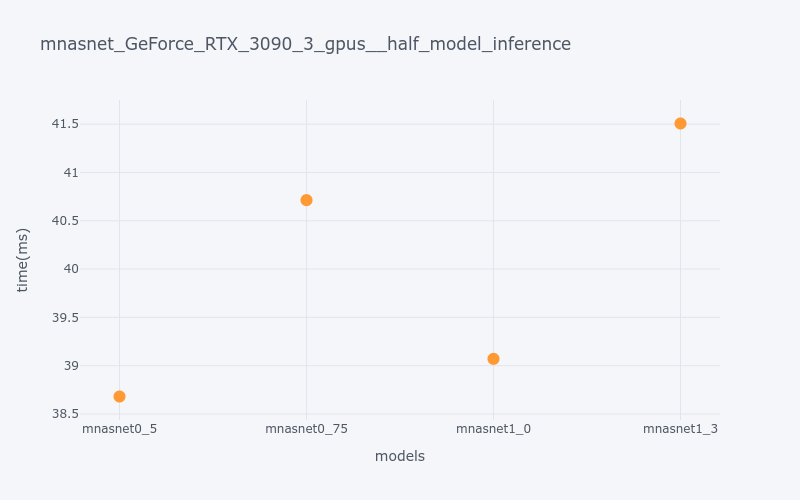 mnasnet_GeForce_RTX_3090_3_gpus__half_model_inference
time(ms)
41.5
41
40.5
40
39.5
39
38.5
mnasnet0_5
mnasnet0_75
mnasnet1_0
mnasnet1_3
models